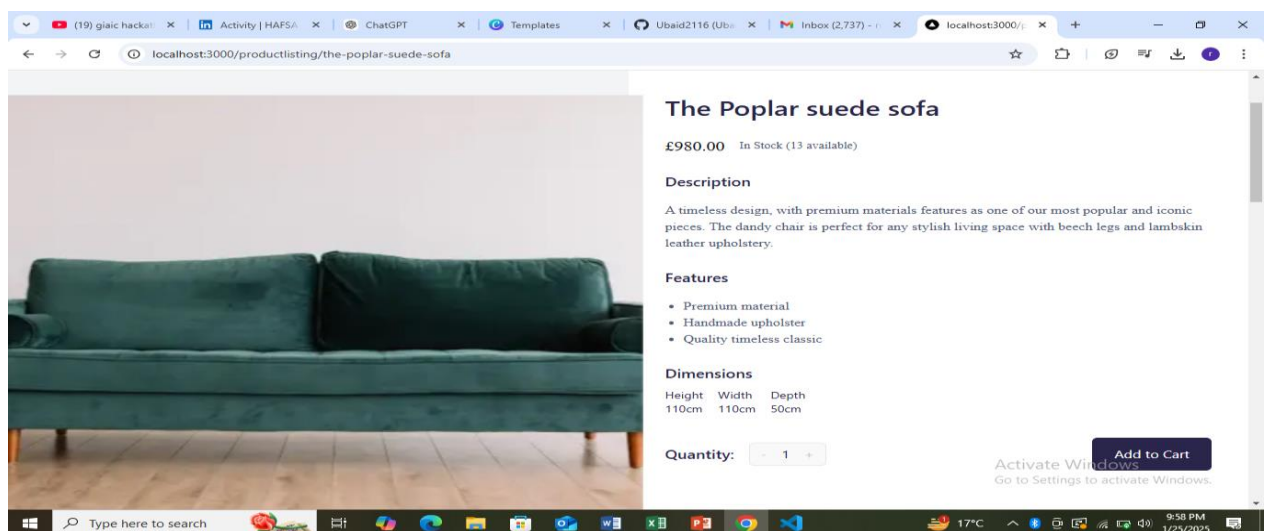 (19) giaic hackat
Activity | HAFSA
ChatGPT
Templates
Ubaid2116 (Uba
Inbox (2,737) - r
localhost:3000/p
localhost:3000/productlisting/the-poplar-suede-sofa
The Poplar suede sofa
£980.00 In Stock (13 available)
Description
A timeless design, with premium materials features as one of our most popular and iconic
pieces. The dandy chair is perfect for any stylish living space with beech legs and lambskin
leather upholstery.
Features
• Premium material
• Handmade upholster
• Quality timeless classic
Dimensions
Height Width Depth
110cm 110cm 50cm
Quantity: - 1 +
Add to Cart
Activate Windows
Go to Settings to activate Windows.
Type here to search
17°C
9:58 PM
1/25/2025